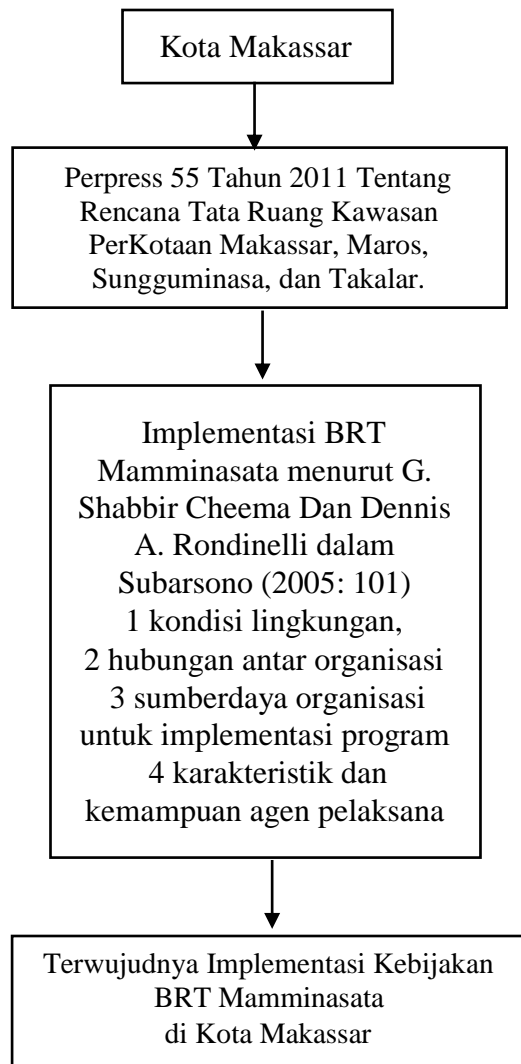 Kota Makassar
Perpress 55 Tahun 2011 Tentang
Rencana Tata Ruang Kawasan
PerKotaan Makassar, Maros,
Sungguminasa, dan Takalar.
Implementasi BRT
Mamminasata menurut G.
Shabbir Cheema Dan Dennis
A. Rondinelli dalam
Subarsono (2005: 101)
1 kondisi lingkungan,
2 hubungan antar organisasi
3 sumberdaya organisasi
untuk implementasi program
4 karakteristik dan
kemampuan agen pelaksana
Terwujudnya Implementasi Kebijakan
BRT Mamminasata
di Kota Makassar